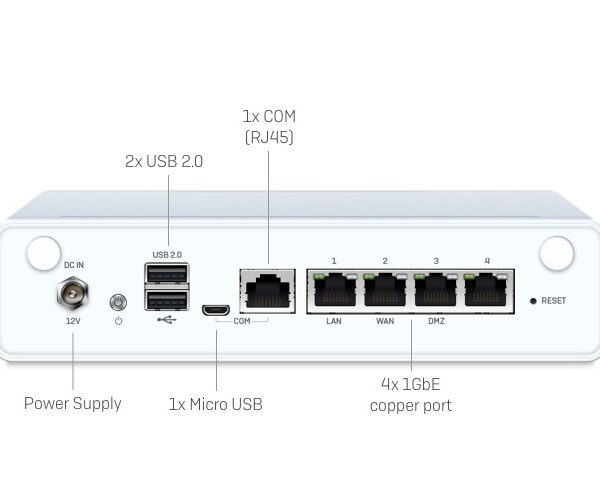 1x COM
(RJ45)
2x USB 2.0
DC IN
USB 2.0
1
2
3
4
RESET
12V
COM
LAN
WAN
DMZ
Power Supply
1x Micro USB
4x 1GbE
copper port